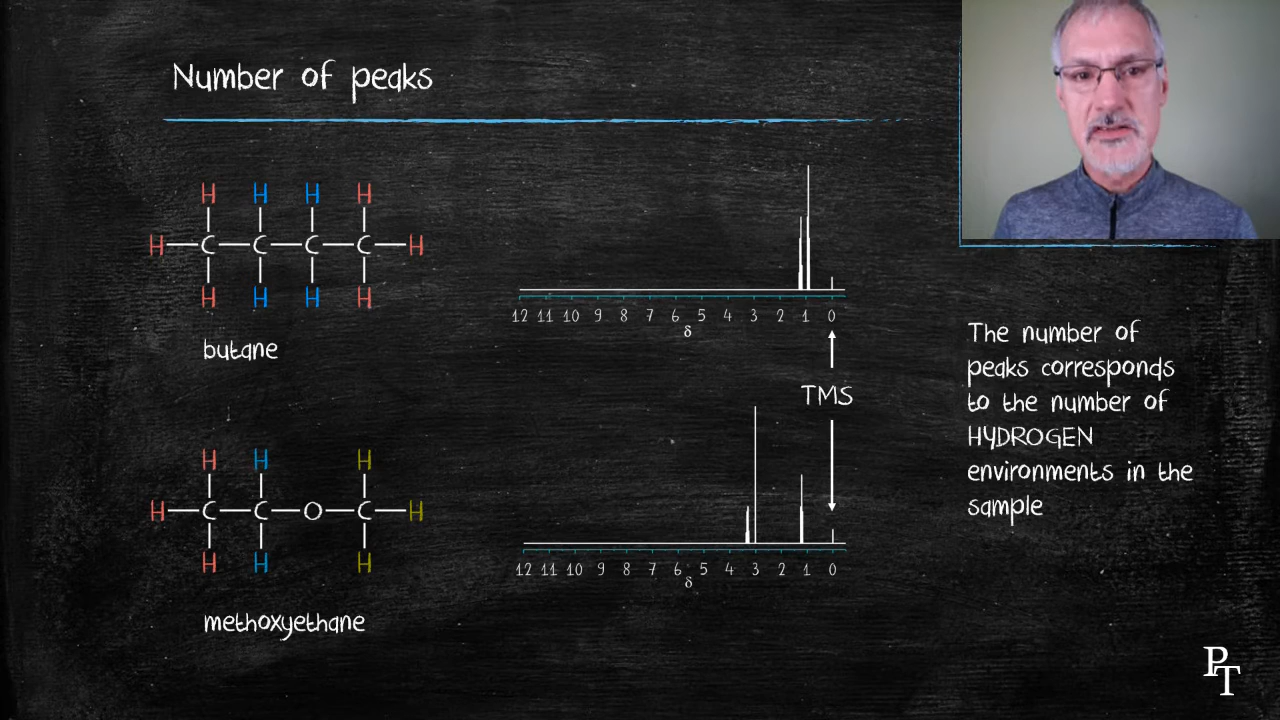 Number of peaks
H H H H
H C C C C H
H H H H
butane
12 11 10 9 8 7 6 5 4 3 2 1 0
δ
TMS
The number of
peaks corresponds
to the number of
HYDROGEN
environments in the
sample
H H H
H C C O C H
H H H
methoxyethane
12 11 10 9 8 7 6 5 4 3 2 1 0
δ
PT